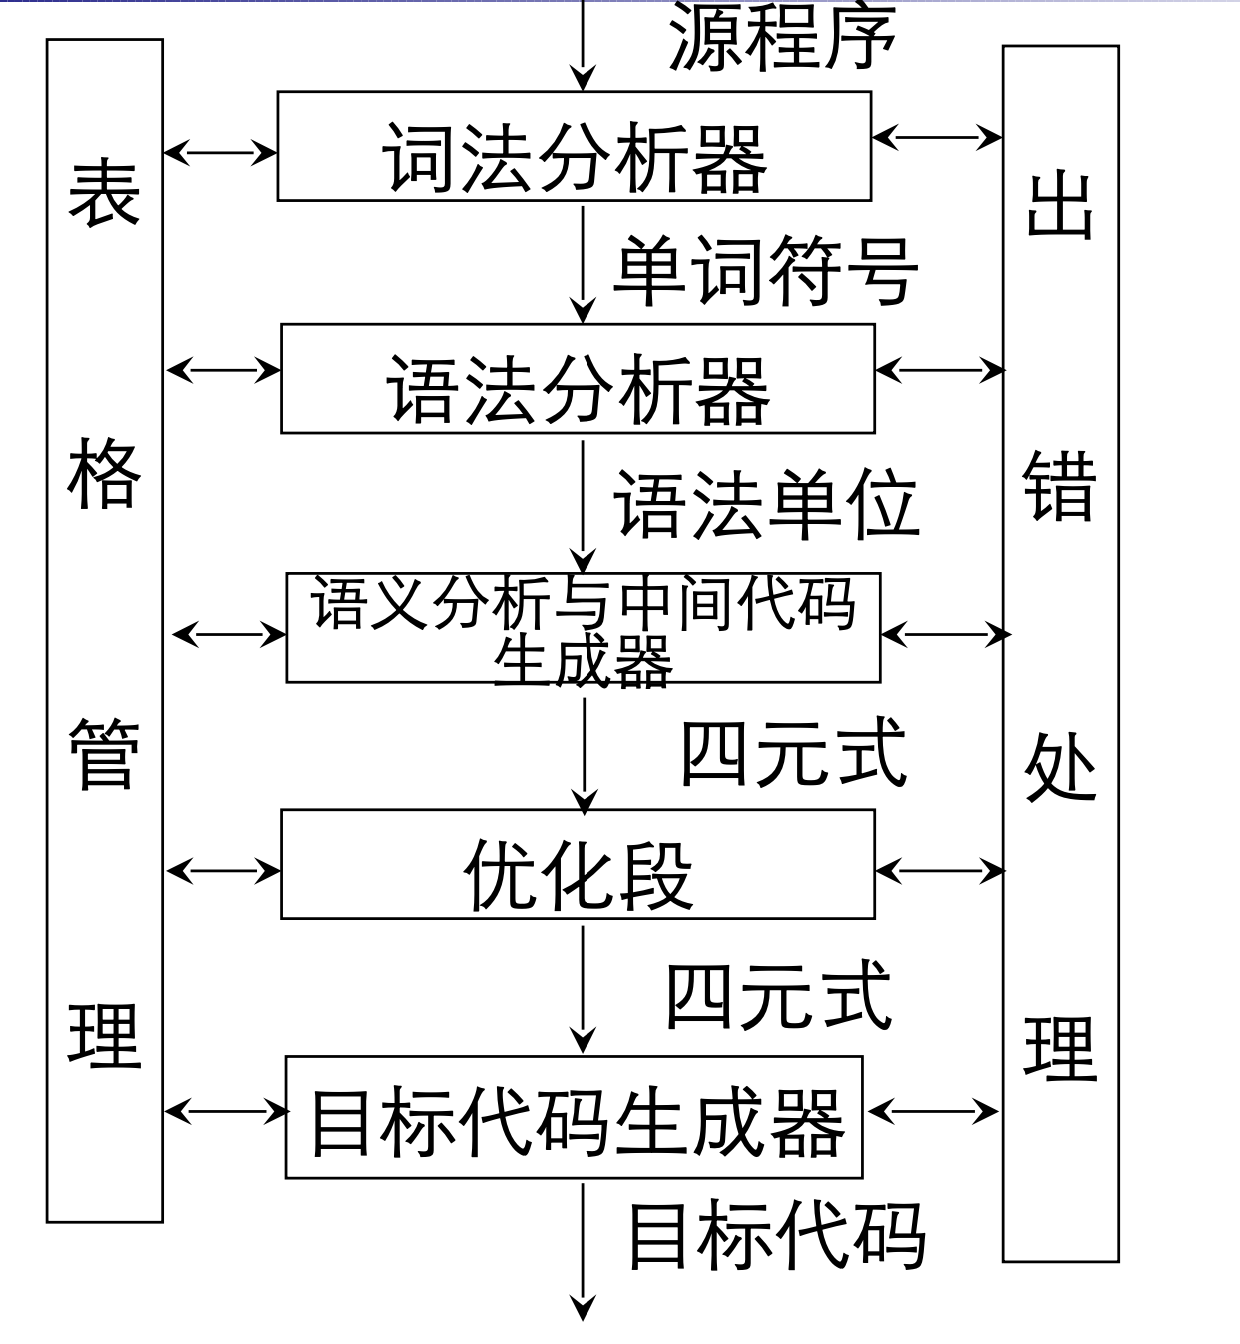 源程序
词法分析器
单词符号
语法分析器
语法单位
语义分析与中间代码
生成器
四元式
优化段
四元式
目标代码生成器
目标代码
表
格
管
理
出
错
处
理